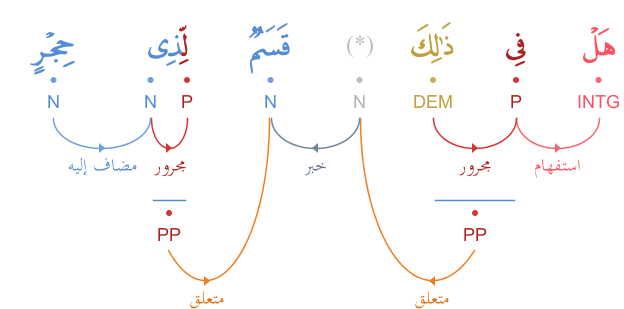 هَلْ فِى ذَٰلِكَ (*) قَسَمٌ لِّذِى حِجْرٍ
INTG P DEM N N P N N
استفهام مجرور خبر مجرور مضاف إليه
PP PP
متعلق متعلق